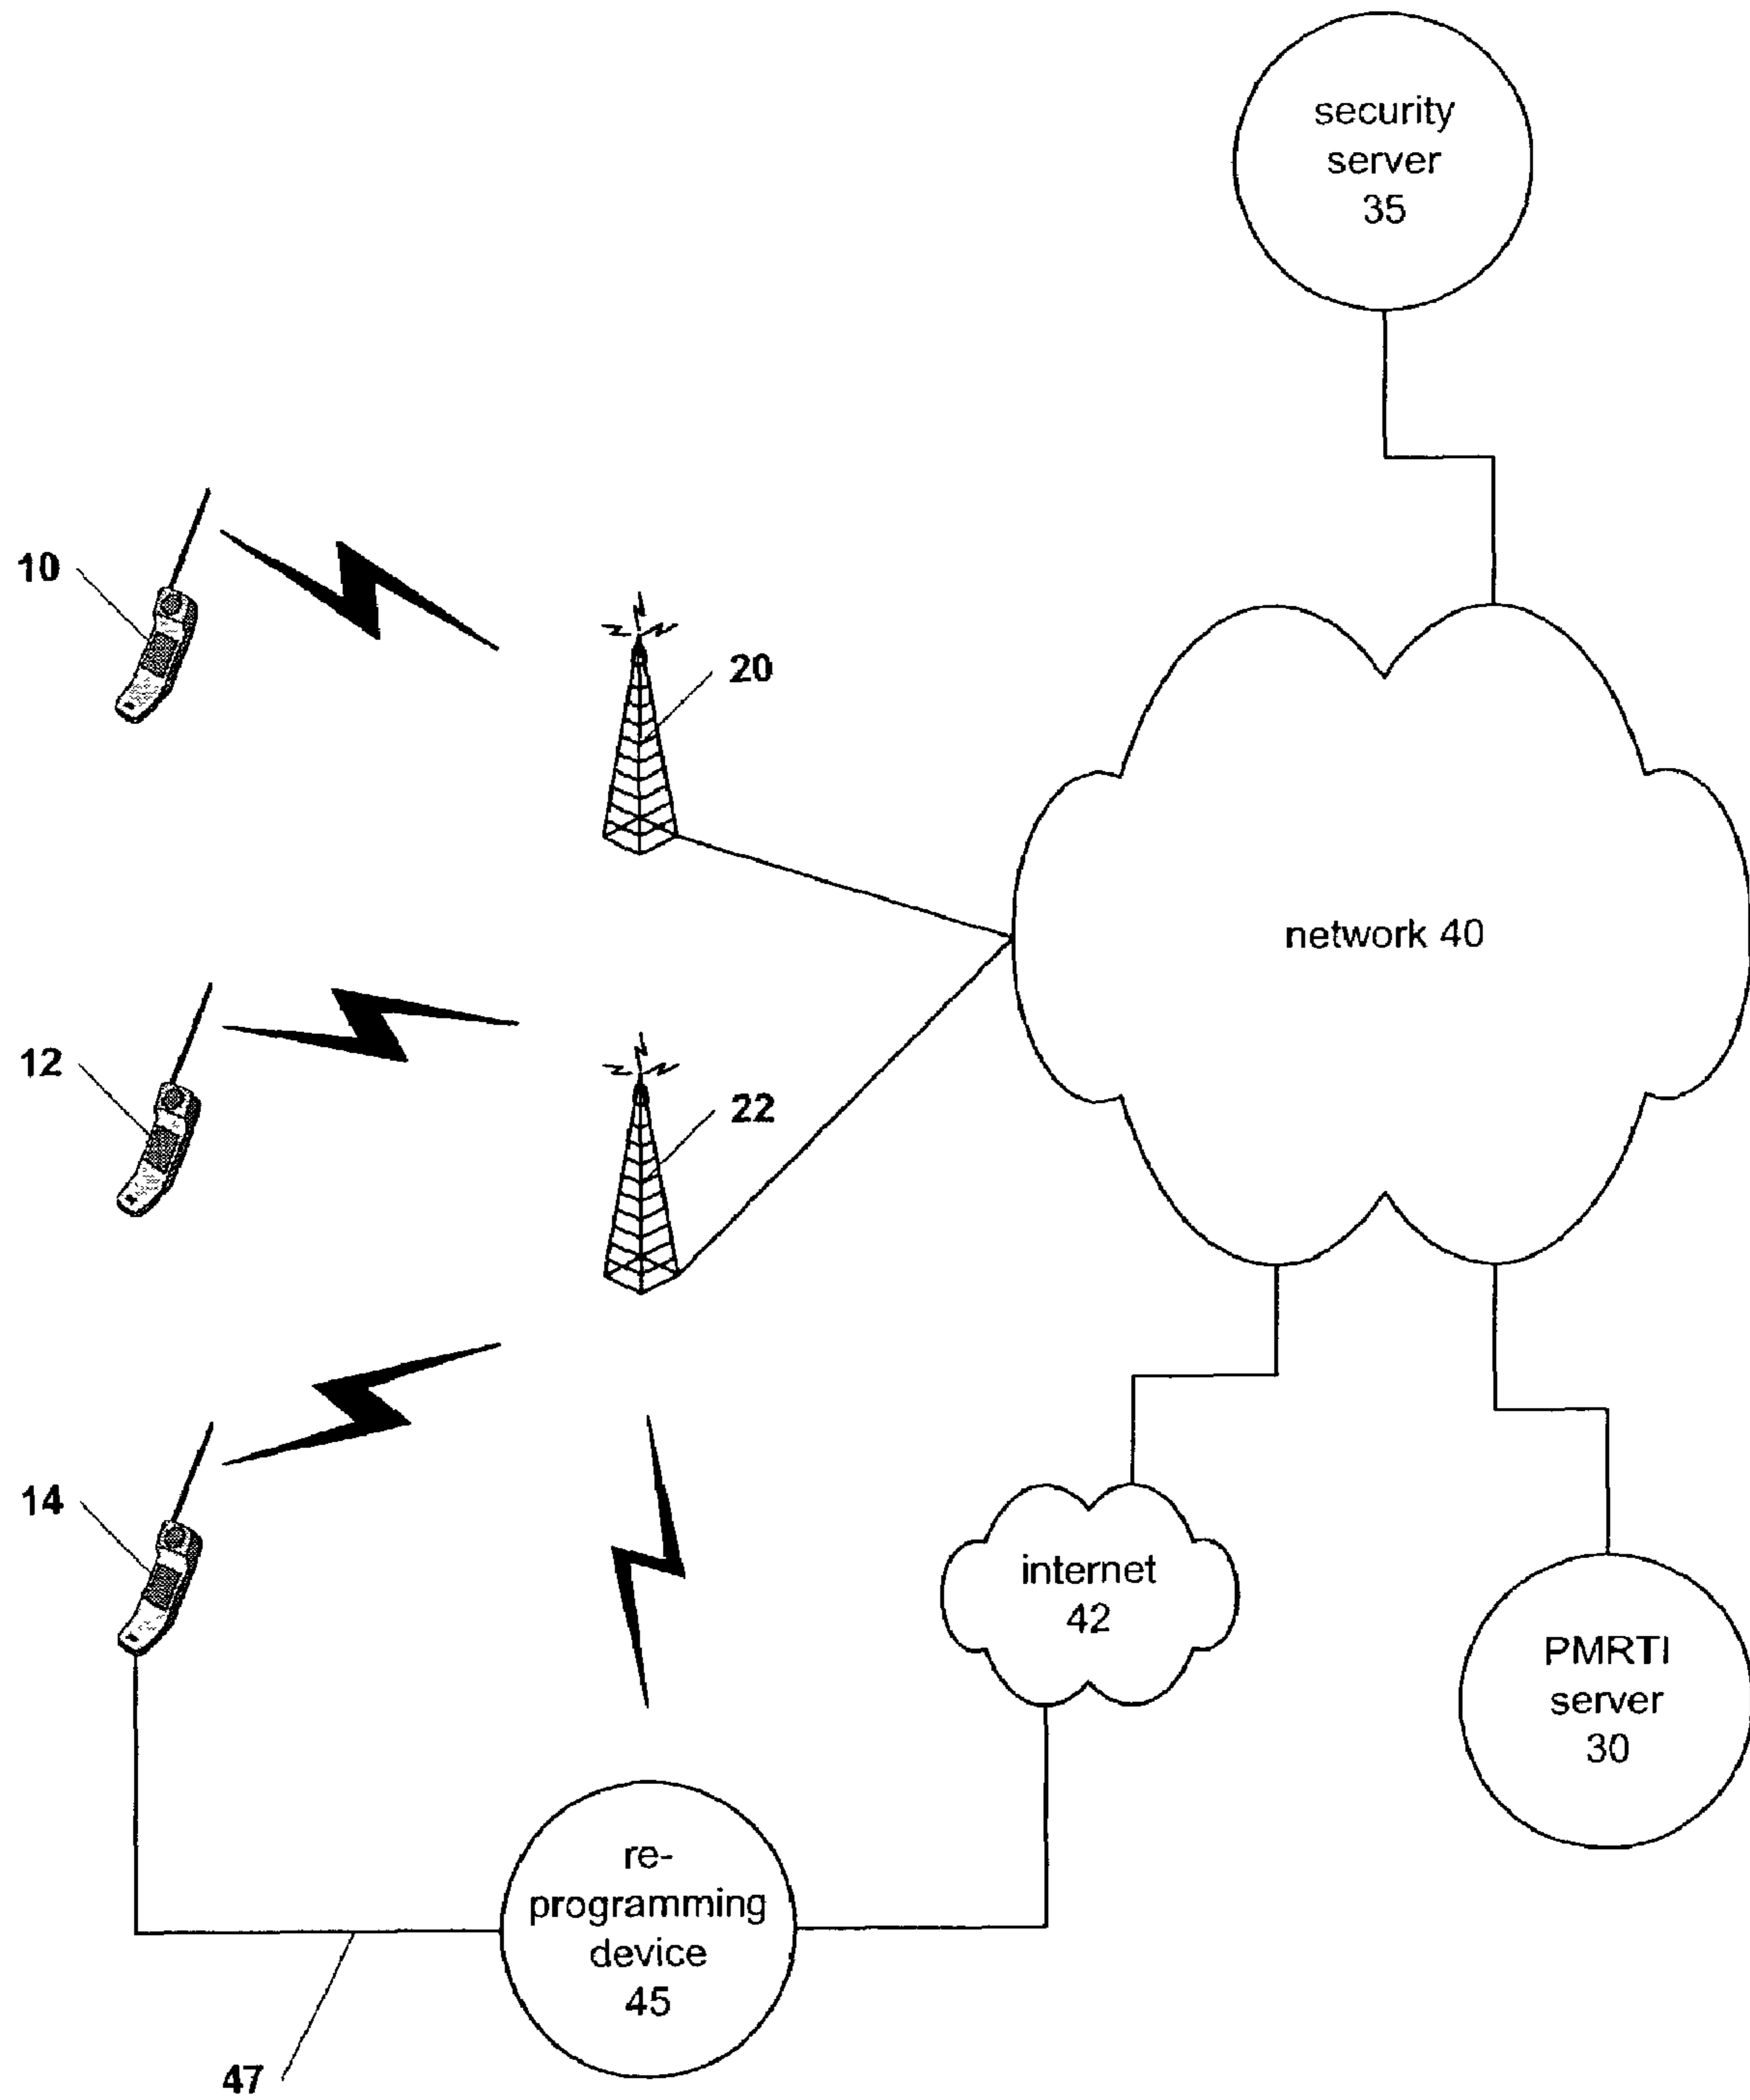 security
server
35
10
20
network 40
12
22
14
internet
42
PMRTI
server
30
re-
programming
device
45
47